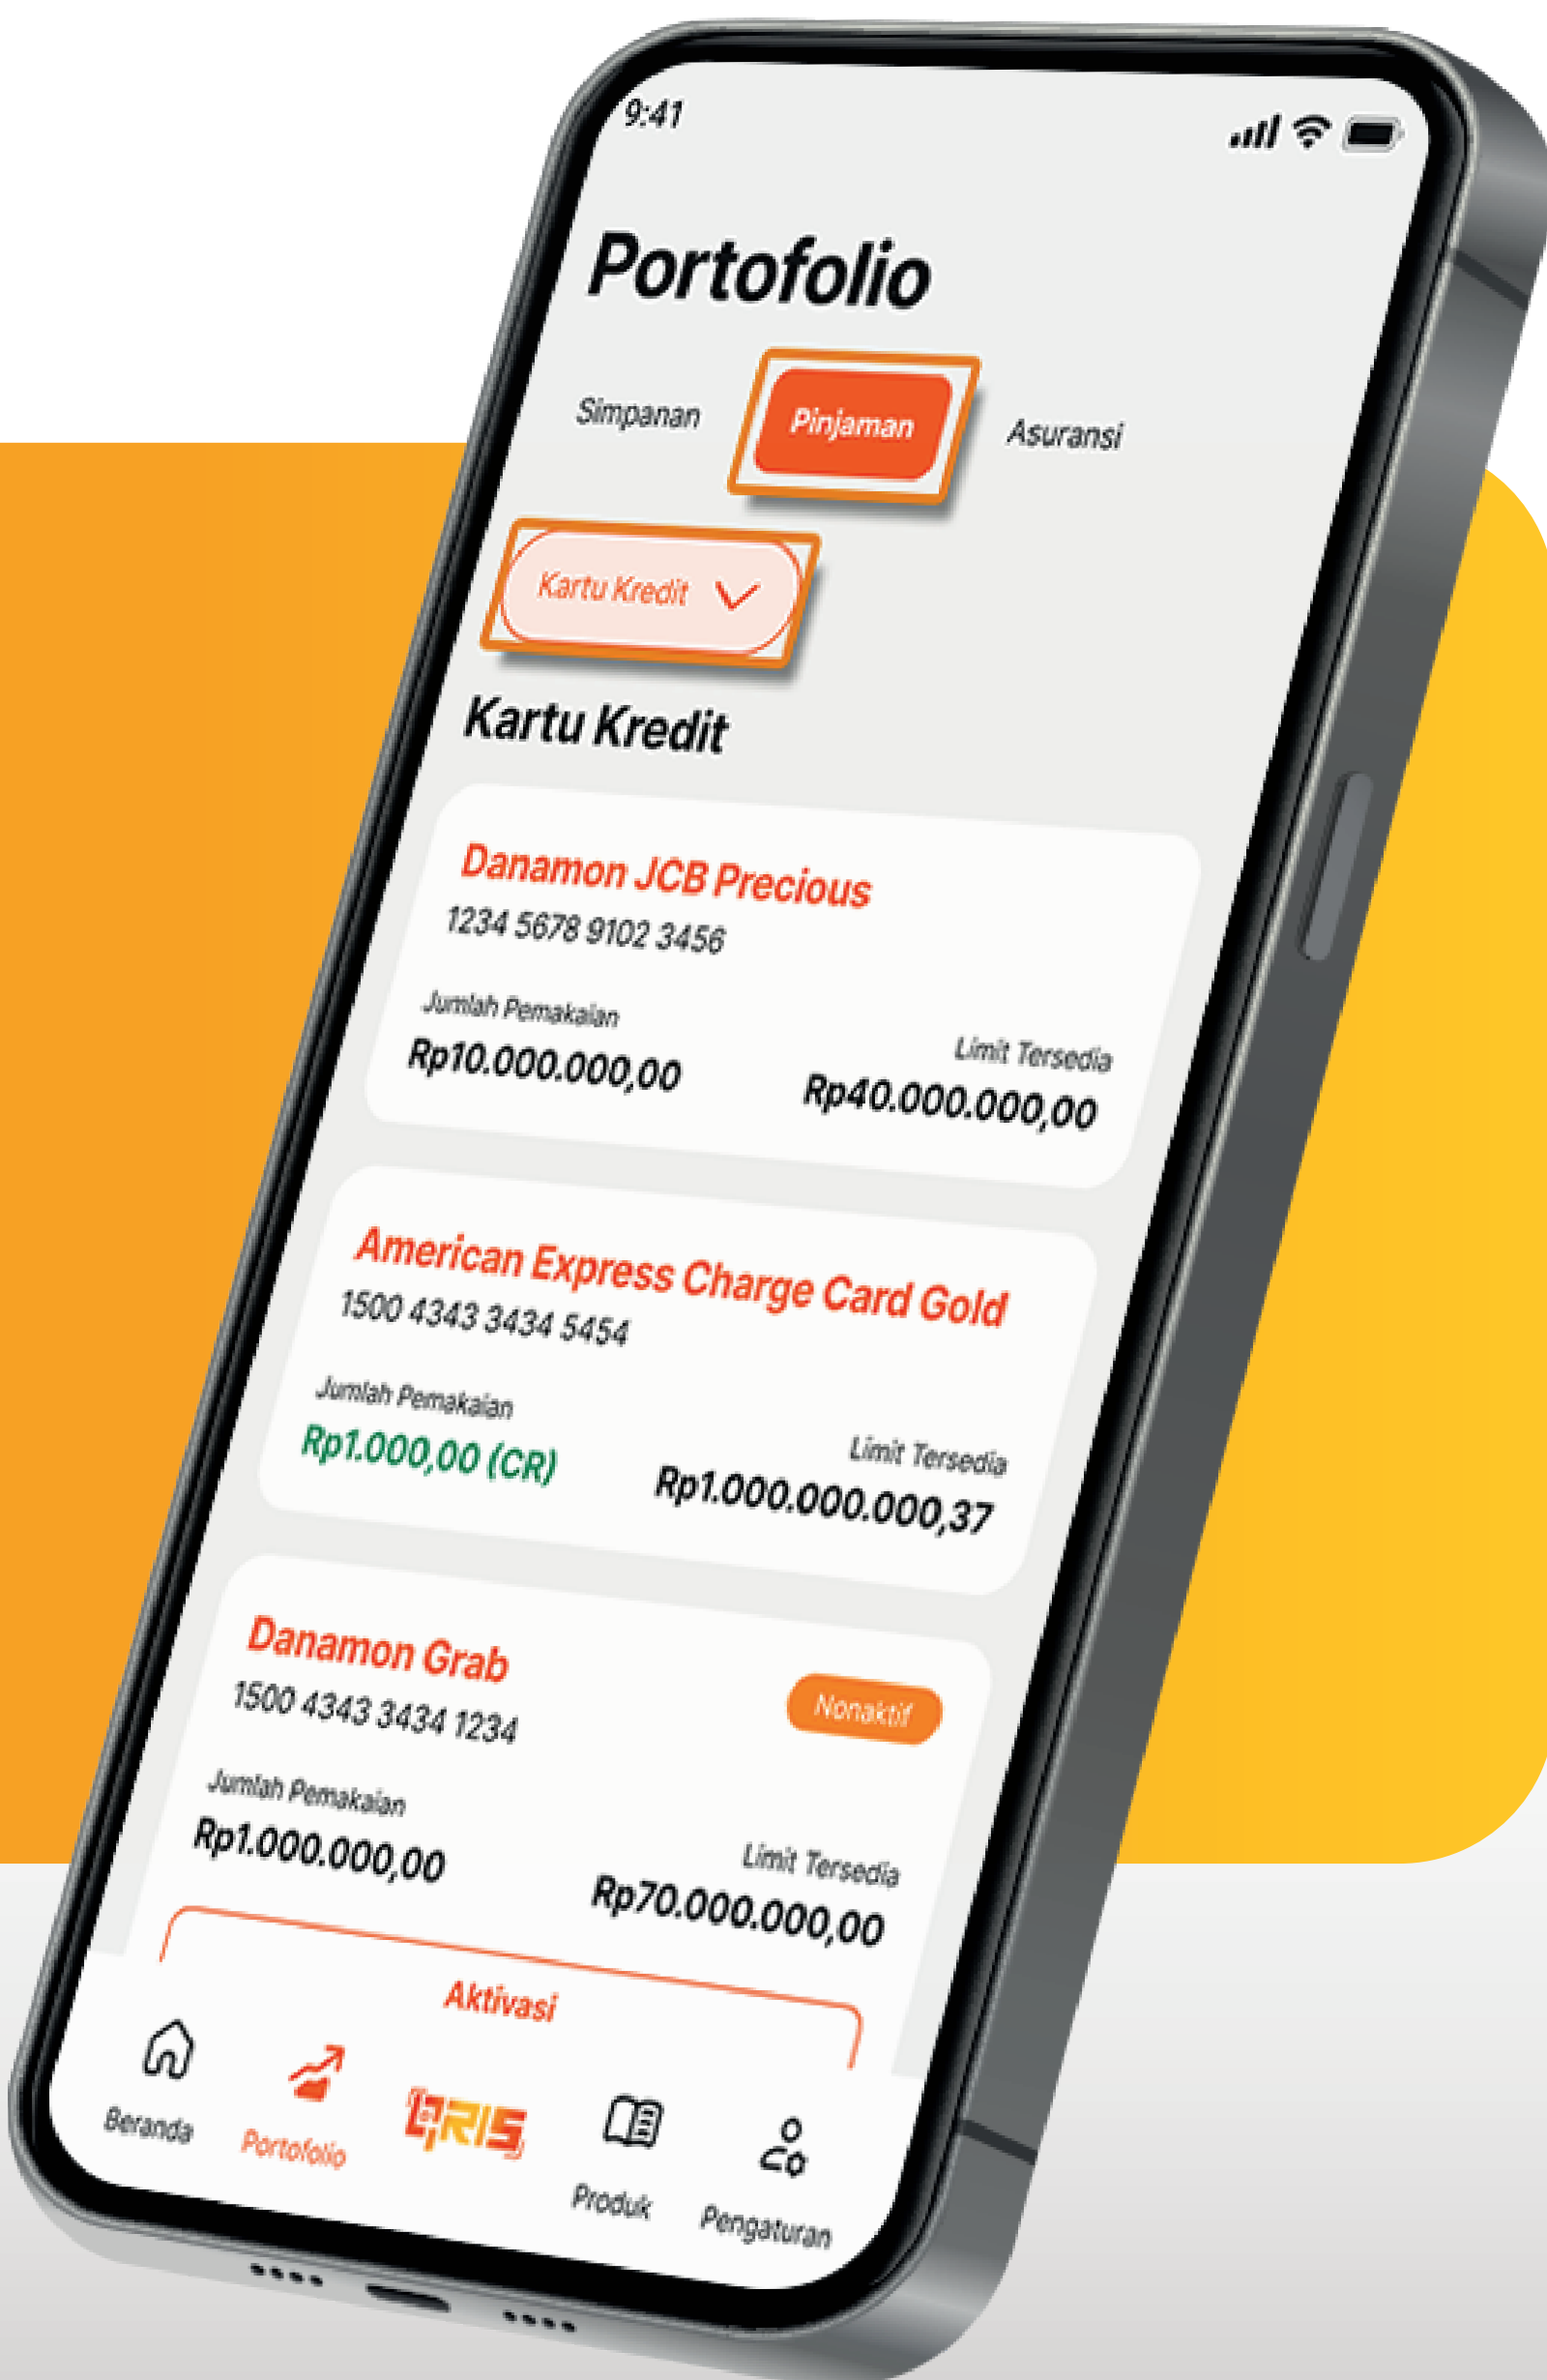 9:41
Portofolio
Simpanan Pinjaman Asuransi
Kartu Kredit
Kartu Kredit
Danamon JCB Precious
1234 5678 9102 3456
Jumlah Pemakaian Limit Tersedia
Rp10.000.000,00 Rp40.000.000,00
American Express Charge Card Gold
1500 4343 3434 5454
Jumlah Pemakaian Limit Tersedia
Rp1.000,00 (CR) Rp1.000.000.000,37
Danamon Grab Nonaktif
1500 4343 3434 1234
Jumlah Pemakaian Limit Tersedia
Rp1.000.000,00 Rp70.000.000,00
Aktivasi
QRIS
Beranda Portofolio Produk Pengaturan